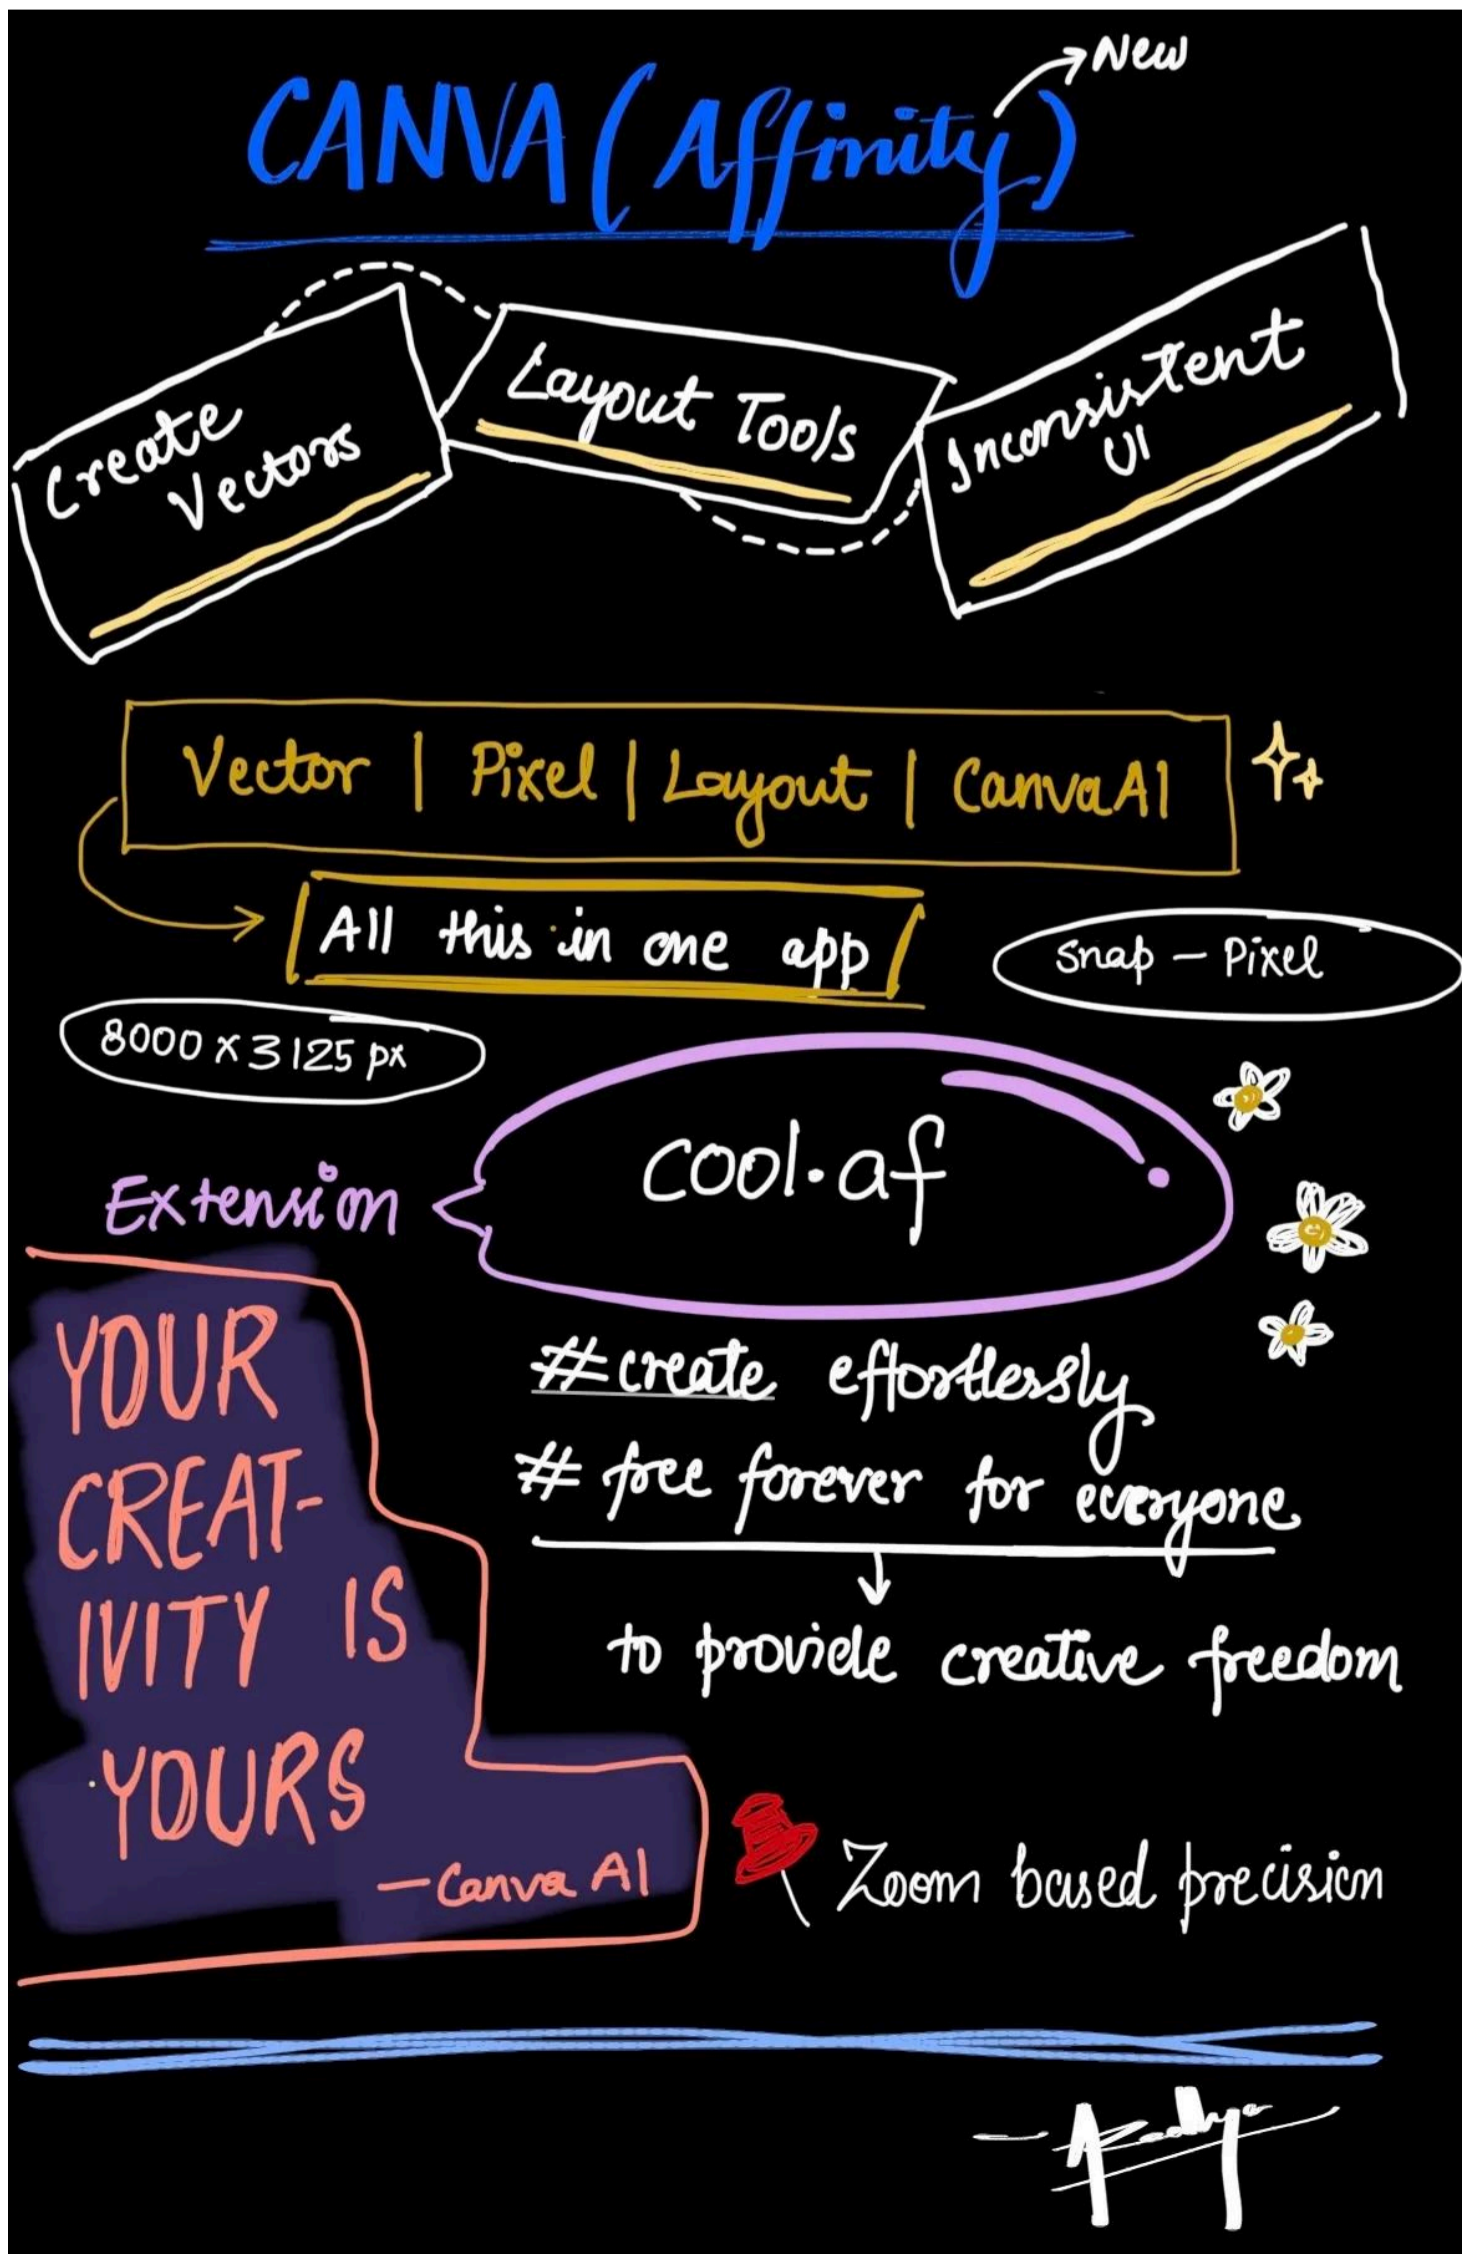 New
CANVA (Affinity)
Create
Vectors
Layout Tools
Inconsistent
UI
Vector | Pixel | Layout | CanvaAI
All this in one app
snap - Pixel
8000 x 3125 px
cool.af
Extension
YOUR
CREAT-
IVITY IS
YOURS
- Canva AI
#create effortlessly
# free forever for everyone
to provide creative freedom
Zoom based precision